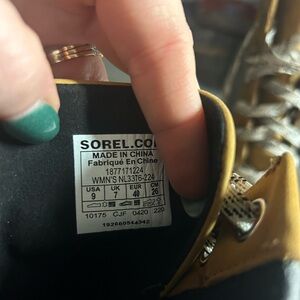 SOREL.CO
MADE IN CHINA
Fabriqué En Chine
1877171224
WMN'S NL3376-224
USA UK EUR CM
9 7 40 26
10175 CJF 0420 220